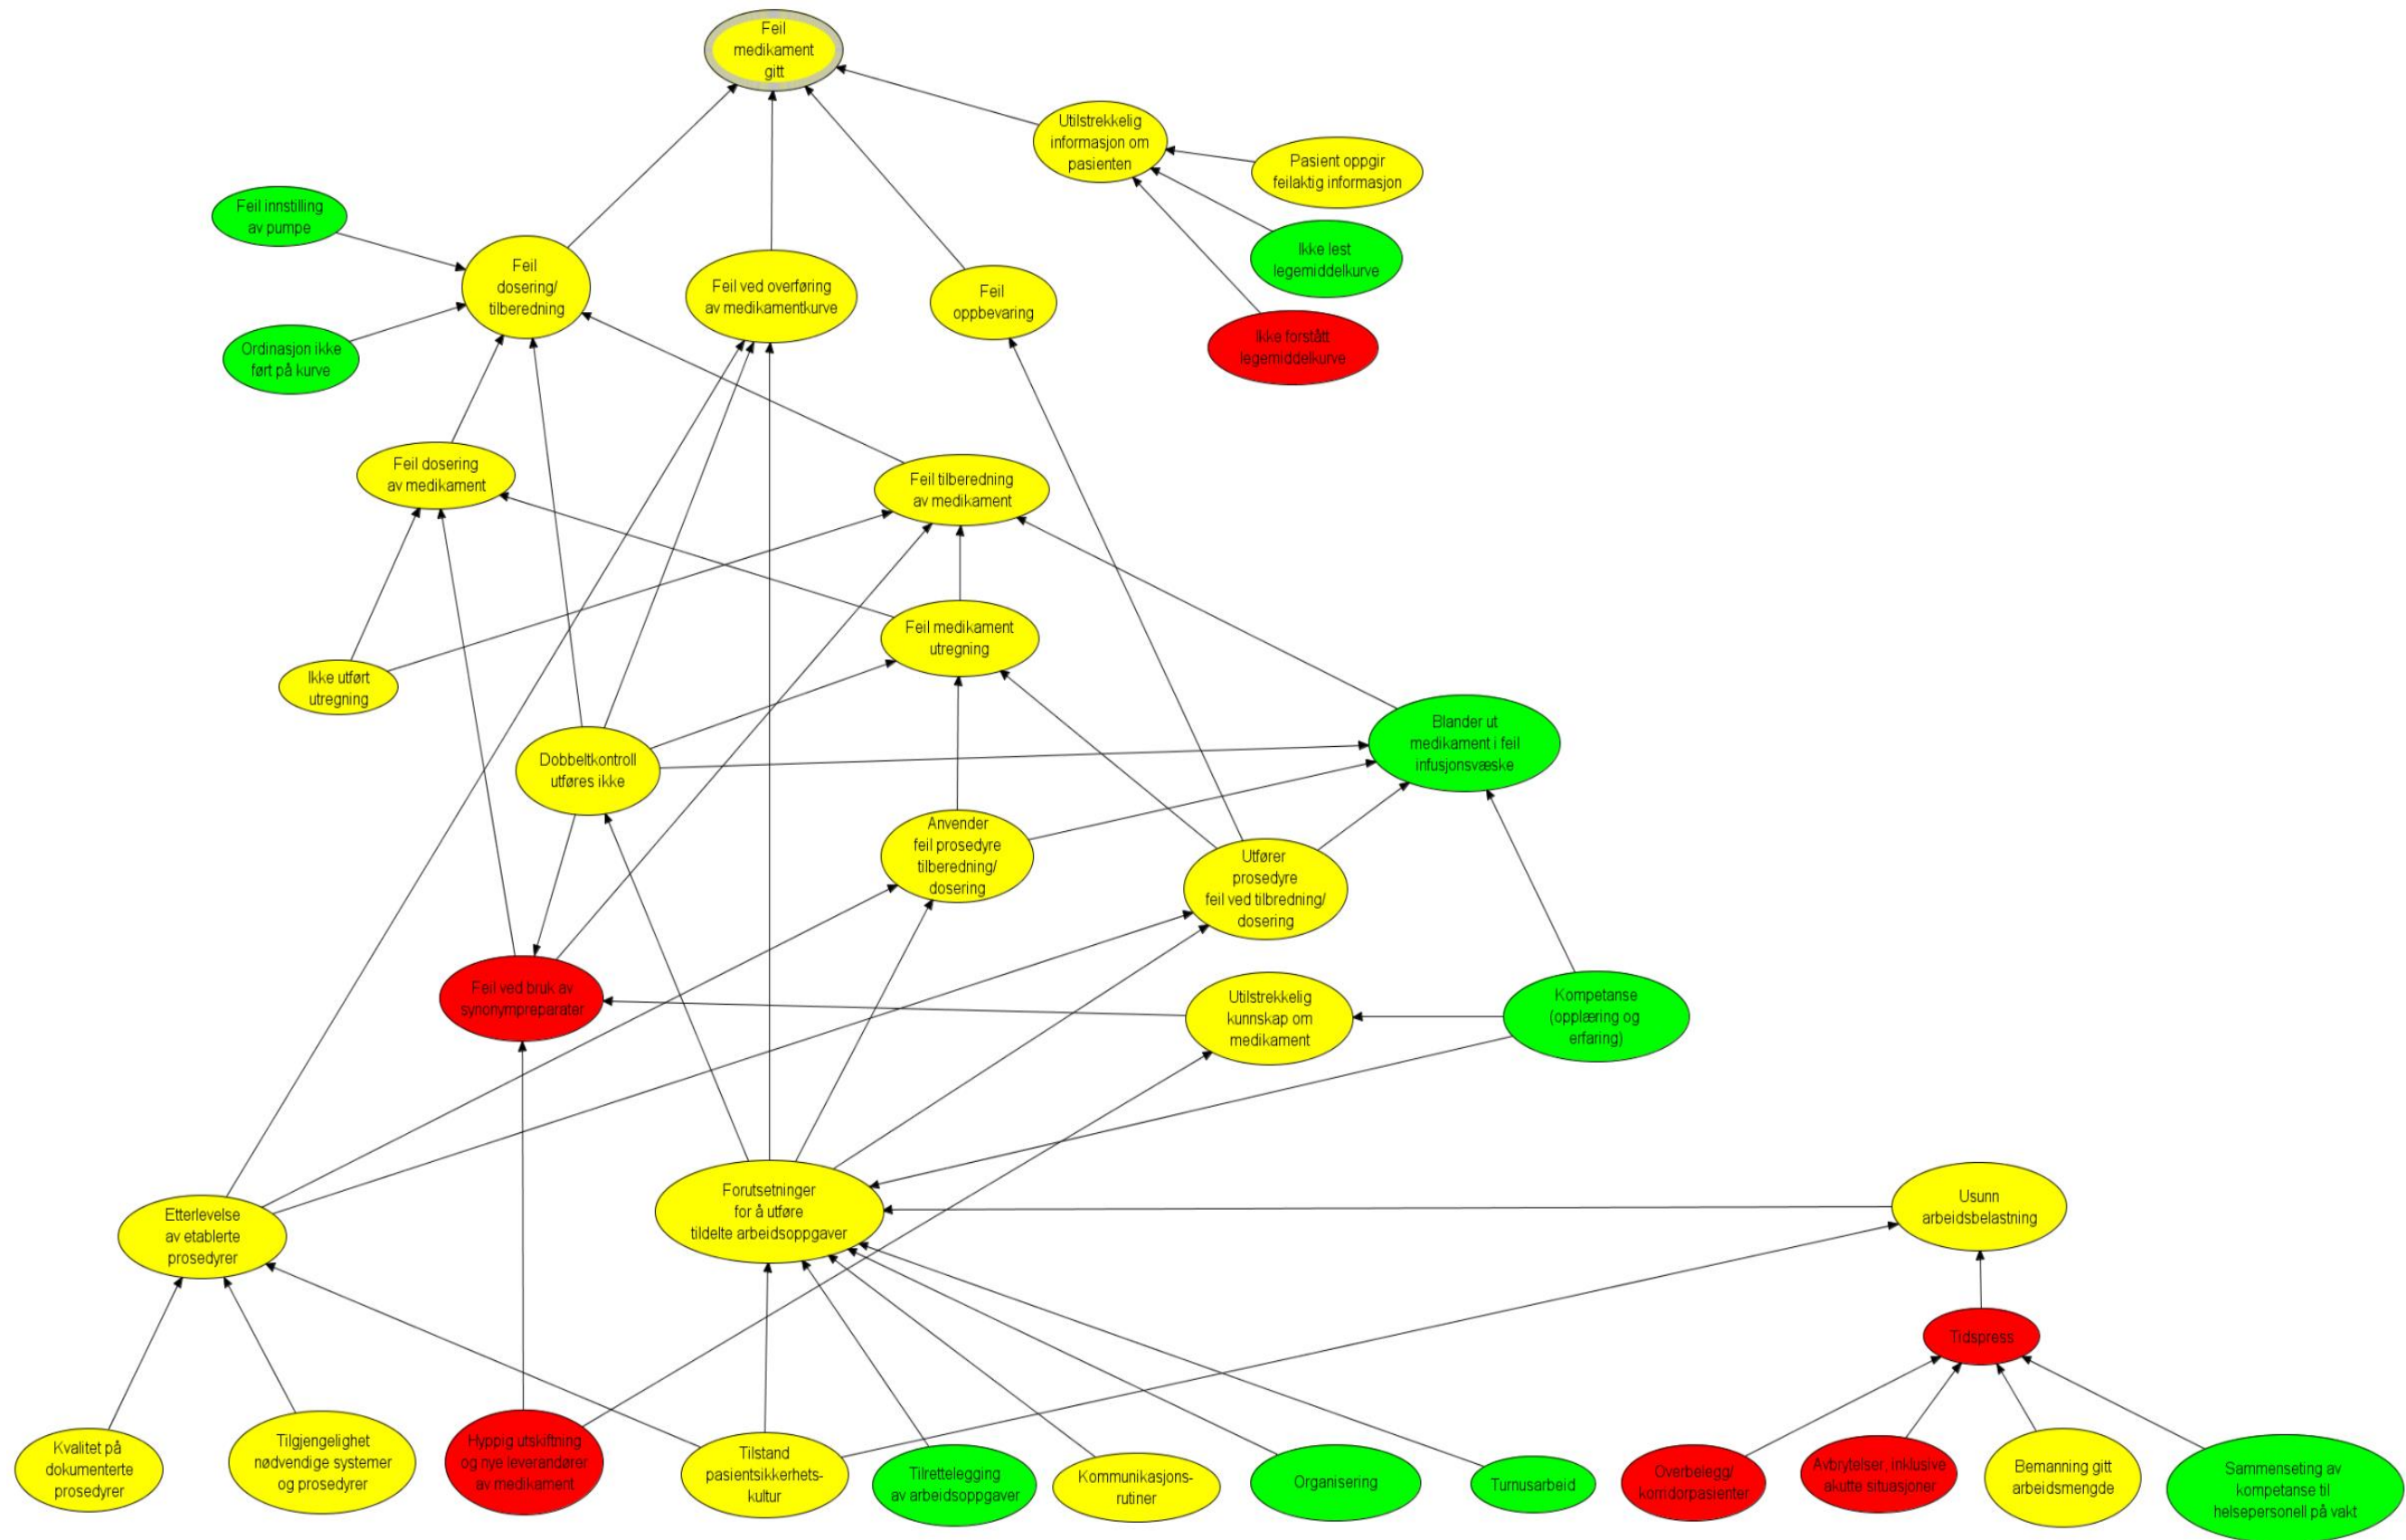 Feil
medikament
gitt
Utilstrekkelig
informasjon om
pasienten
Pasient oppgir
feilaktig informasjon
Feil innstilling
av pumpe
Ikke lest
legemiddelkurve
Feil
dosering/
tilberedning
Feil ved overføring
av medikamentkurve
Feil
oppbevaring
Ikke forstått
legemiddelkurve
Ordinasjon ikke
ført på kurve
Feil dosering
av medikament
Feil tilberedning
av medikament
Feil medikament
utregning
Ikke utført
utregning
Blander ut
medikament i feil
infusjonsvæske
Dobbeltkontroll
utføres ikke
Anvender
feil prosedyre
tilberedning/
dosering
Utfører
prosedyre
feil ved tilbredning/
dosering
Feil ved bruk av
synonympreparater
Utilstrekkelig
kunnskap om
medikament
Kompetanse
(opplæring og
erfaring)
Etterlevelse
av etablerte
prosedyrer
Forutsetninger
for å utføre
tildelte arbeidsoppgaver
Usunn
arbeidsbelastning
Tidspress
Kvalitet på
dokumenterte
prosedyrer
Tilgjengelighet
nødvendige systemer
og prosedyrer
Hyppig utskiftning
og nye leverandører
av medikament
Tilstand
pasientsikkerhets-
kultur
Tilrettelegging
av arbeidsoppgaver
Kommunikasjons-
rutiner
Organisering
Turnusarbeid
Overbelegg/
korridorpasienter
Avbrytelser, inklusive
akutte situasjoner
Bemanning gitt
arbeidsmengde
Sammenseting av
kompetanse til
helsepersonell på vakt